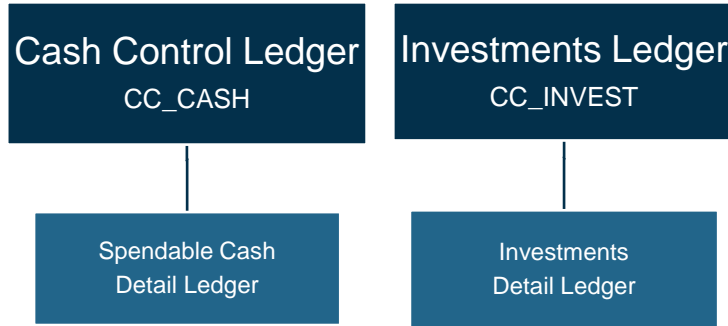 Cash Control Ledger
CC_CASH
Spendable Cash
Detail Ledger
Investments Ledger
CC_INVEST
Investments
Detail Ledger